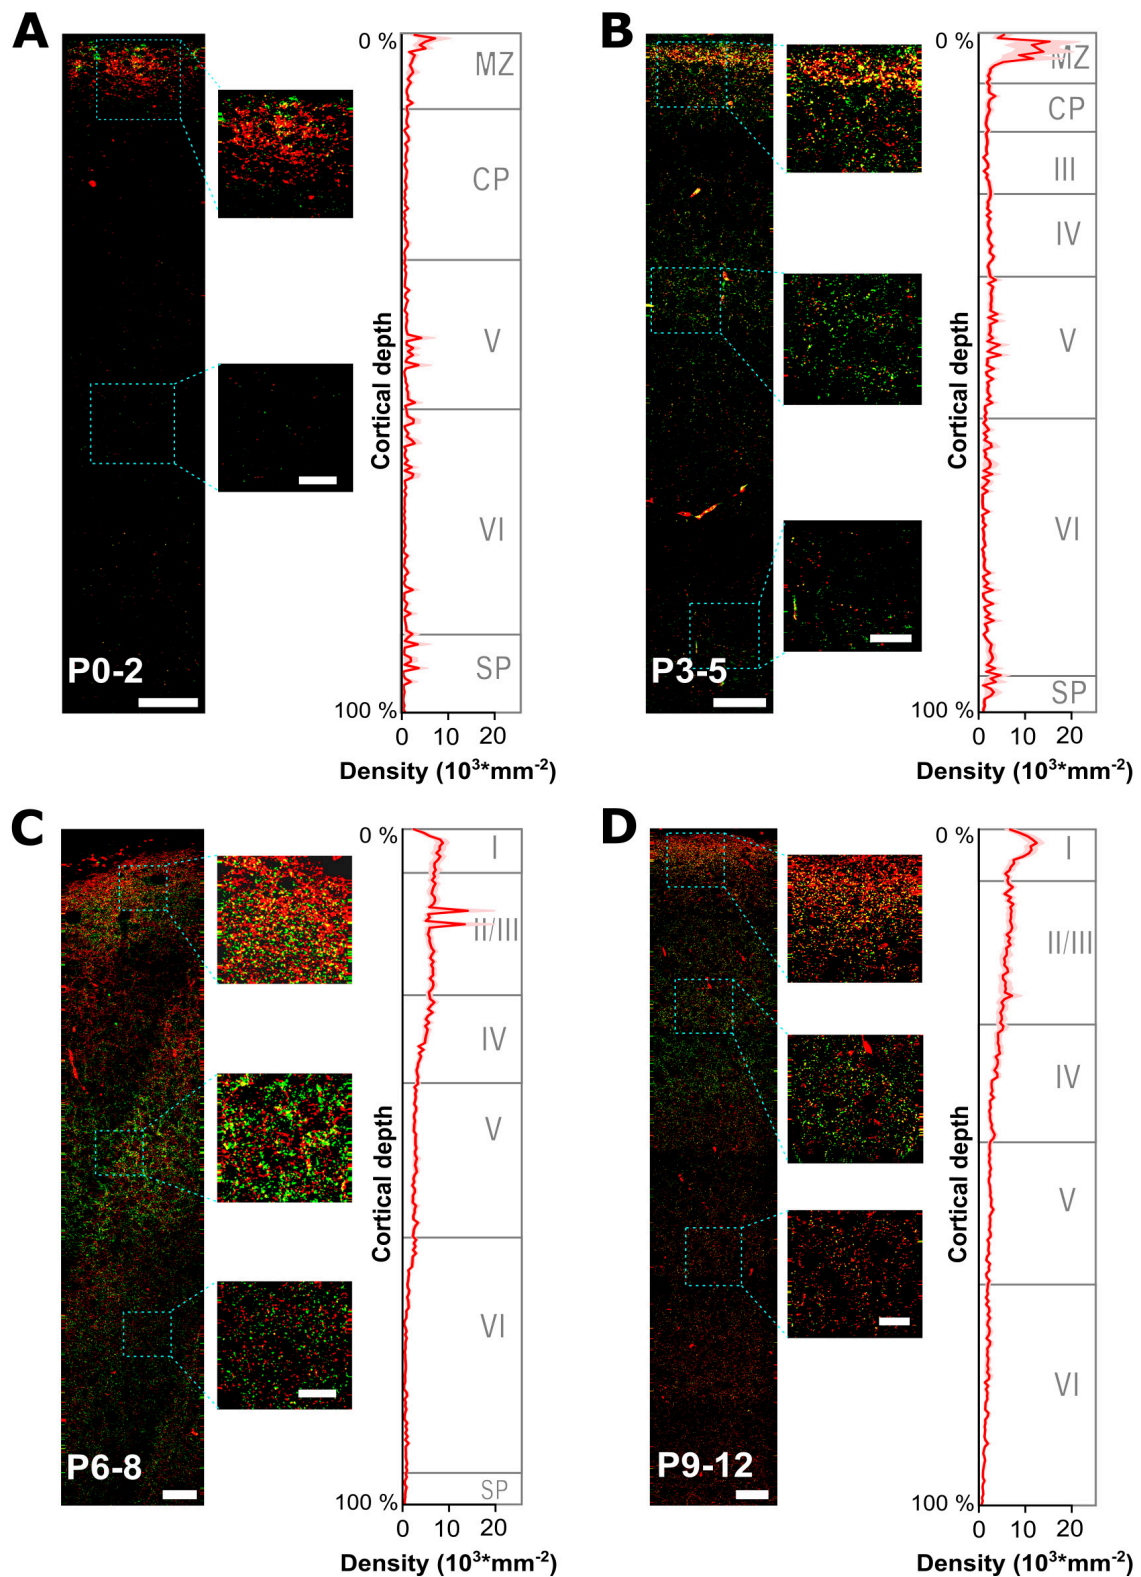 A
0 %
MZ
CP
V
VI
SP
Cortical depth
P0-2
100 %
0 10 20
Density (10³*mm⁻²)
B
0 %
MZ
CP
III
IV
V
VI
SP
Cortical depth
P3-5
100 %
0 10 20
Density (10³*mm⁻²)
C
0 %
I
II/III
IV
V
VI
SP
Cortical depth
P6-8
100 %
0 10 20
Density (10³*mm⁻²)
D
0 %
I
II/III
IV
V
VI
Cortical depth
P9-12
100 %
0 10 20
Density (10³*mm⁻²)